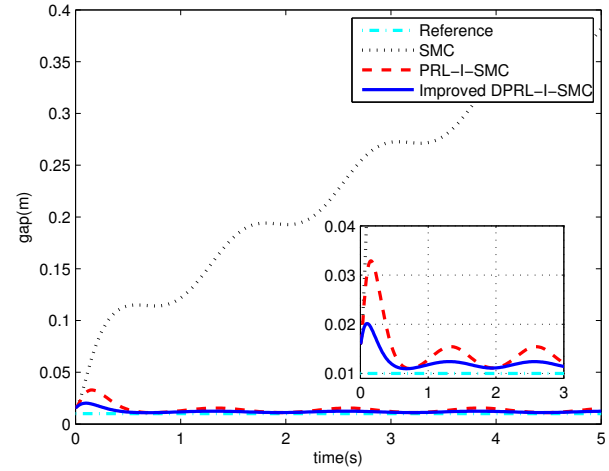 0.4
0.35
0.3
0.25
0.2
0.15
0.1
0.05
0
gap(m)
Reference
SMC
PRL−I−SMC
Improved DPRL−I−SMC
0.04
0.03
0.02
0.01
0 1 2 3
0 1 2 3 4 5
time(s)